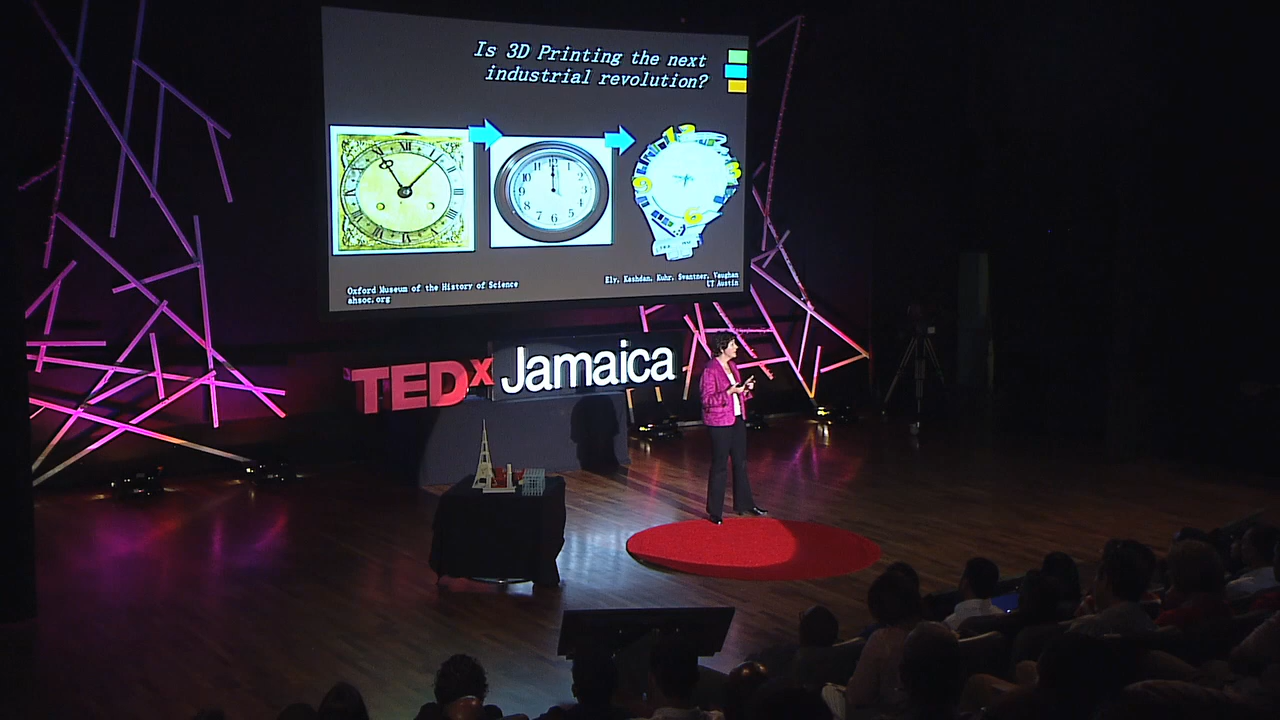 Is 3D Printing the next
industrial revolution?
Oxford Museum of the History of Science
ahsoc.org
Ely, Kashdan, Kuhr, Svantner, Vaughan
UT Austin
TEDx Jamaica